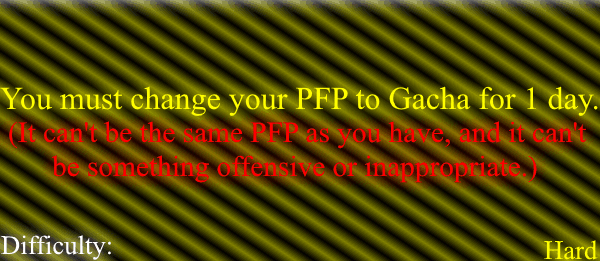 You must change your PFP to Gacha for 1 day.
(It can't be the same PFP as you have, and it can't
be something offensive or inappropriate.)
Difficulty: Hard